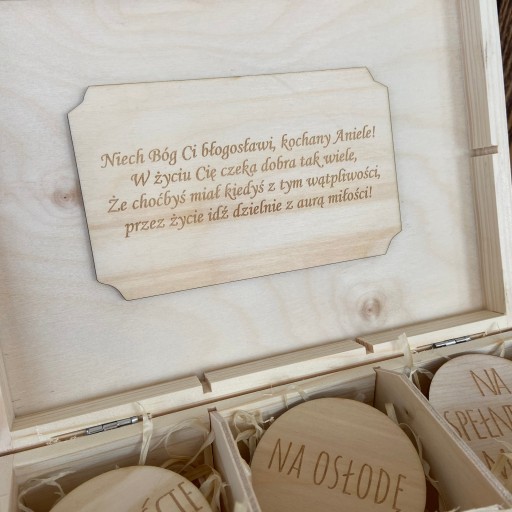 Niech Bóg Ci błogosławi, kochany Aniele!
W życiu Cię czeka dobra tak wiele,
Że choćbyś miał kiedyś z tym wątpliwości,
przez życie idź dzielnie z aurą miłości!
NA OSŁODĘ
NA